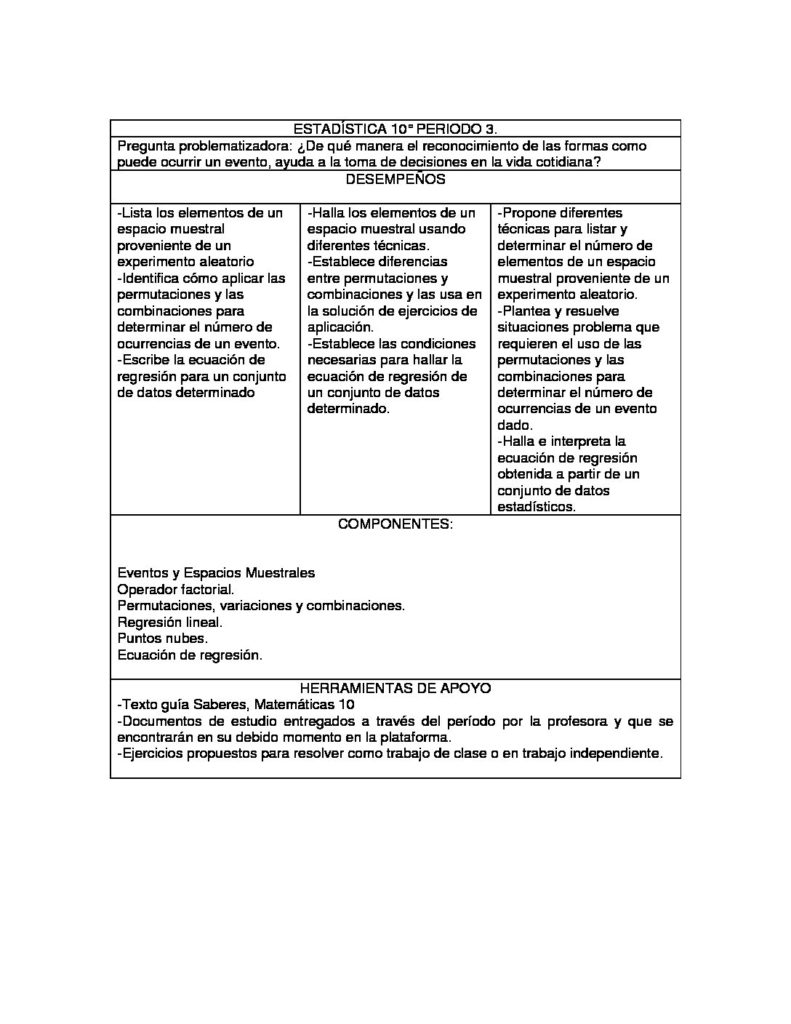 ESTADÍSTICA 10° PERIODO 3.
Pregunta problematizadora: ¿De qué manera el reconocimiento de las formas como
puede ocurrir un evento, ayuda a la toma de decisiones en la vida cotidiana?
DESEMPEÑOS
-Lista los elementos de un
espacio muestral
proveniente de un
experimento aleatorio
-Identifica cómo aplicar las
permutaciones y las
combinaciones para
determinar el número de
ocurrencias de un evento.
-Escribe la ecuación de
regresión para un conjunto
de datos determinado
-Halla los elementos de un
espacio muestral usando
diferentes técnicas.
-Establece diferencias
entre permutaciones y
combinaciones y las usa en
la solución de ejercicios de
aplicación.
-Establece las condiciones
necesarias para hallar la
ecuación de regresión de
un conjunto de datos
determinado.
-Propone diferentes
técnicas para listar y
determinar el número de
elementos de un espacio
muestral proveniente de un
experimento aleatorio.
-Plantea y resuelve
situaciones problema que
requieren el uso de las
permutaciones y las
combinaciones para
determinar el número de
ocurrencias de un evento
dado.
-Halla e interpreta la
ecuación de regresión
obtenida a partir de un
conjunto de datos
estadísticos.
COMPONENTES:
Eventos y Espacios Muestrales
Operador factorial.
Permutaciones, variaciones y combinaciones.
Regresión lineal.
Puntos nubes.
Ecuación de regresión.
HERRAMIENTAS DE APOYO
-Texto guía Saberes, Matemáticas 10
-Documentos de estudio entregados a través del período por la profesora y que se
encontrarán en su debido momento en la plataforma.
-Ejercicios propuestos para resolver como trabajo de clase o en trabajo independiente.